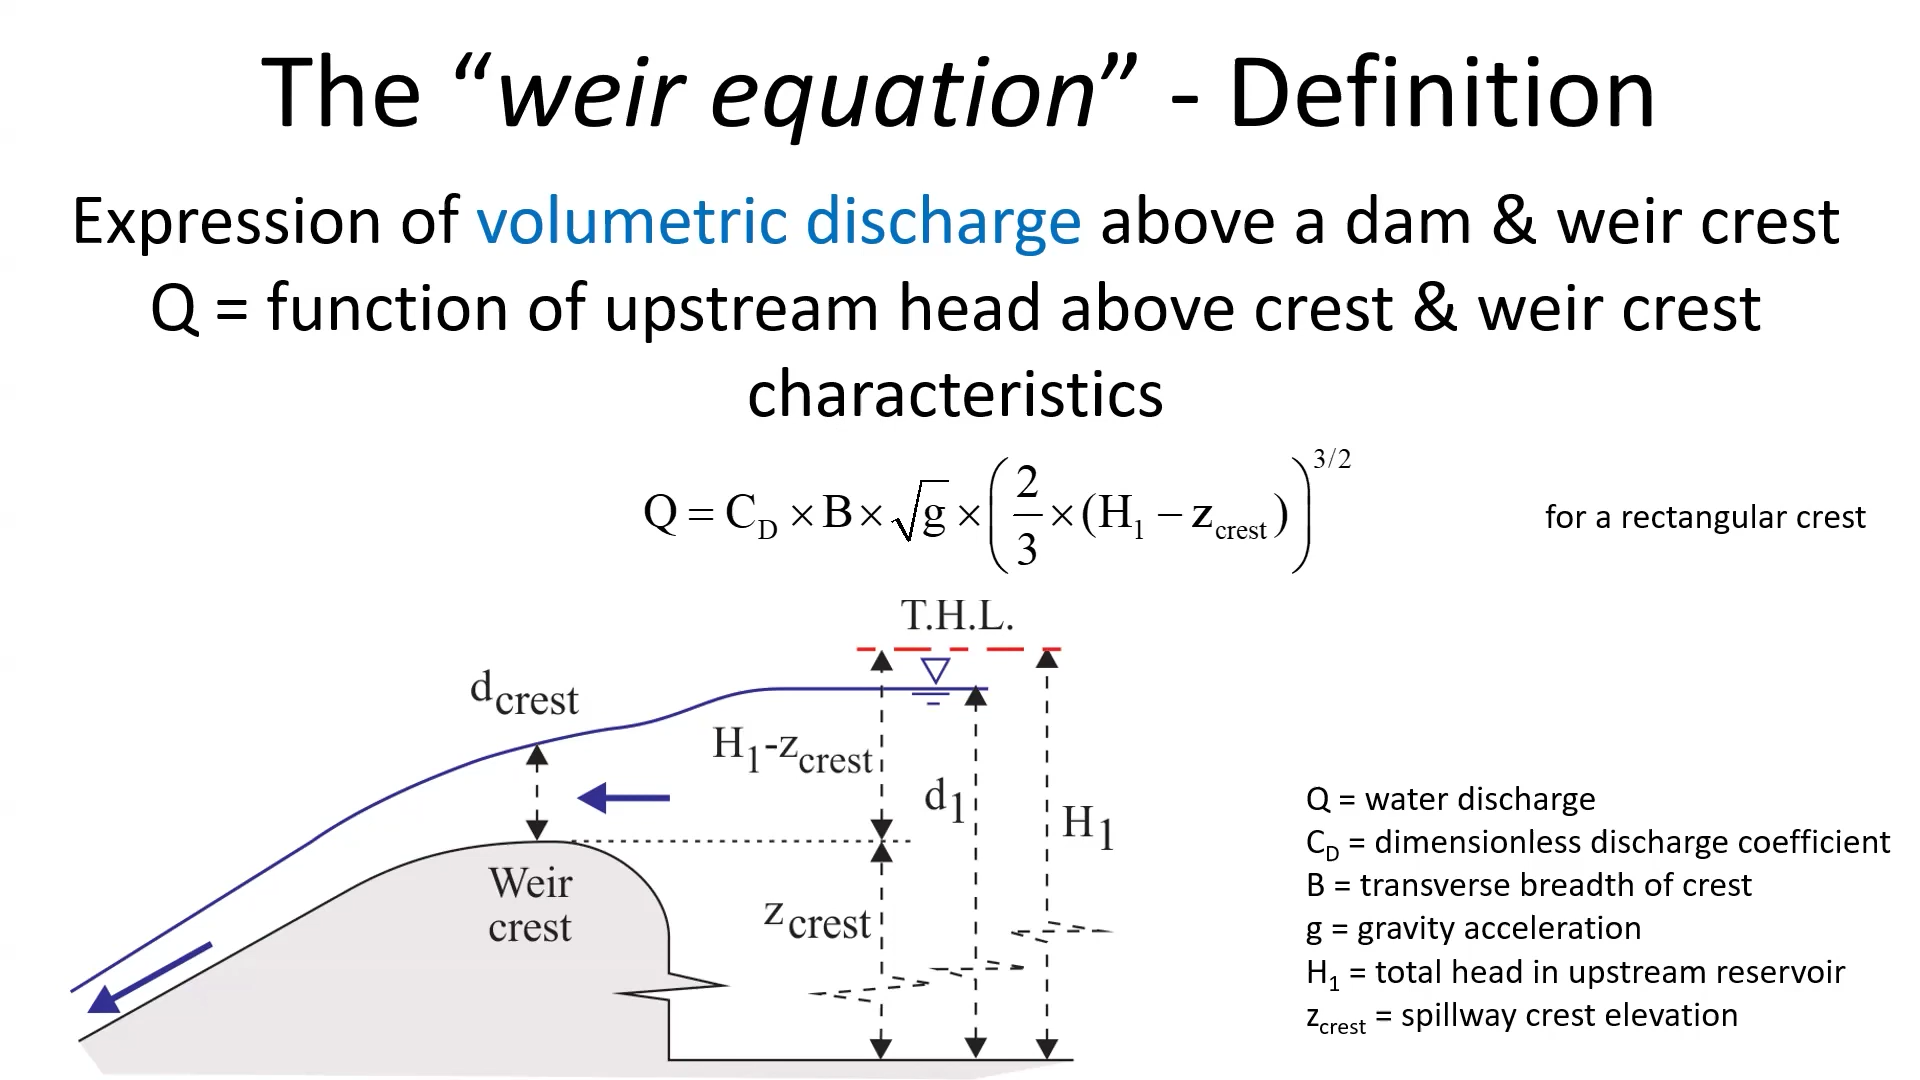 The “weir equation” - Definition
Expression of volumetric discharge above a dam & weir crest
Q = function of upstream head above crest & weir crest
characteristics
Q = C_D × B × √g × (2/3 × (H_1 − z_crest))^3/2
for a rectangular crest
T.H.L.
d_crest
H_1-z_crest
d_1
H_1
Weir
crest
z_crest
Q = water discharge
C_D = dimensionless discharge coefficient
B = transverse breadth of crest
g = gravity acceleration
H_1 = total head in upstream reservoir
z_crest = spillway crest elevation